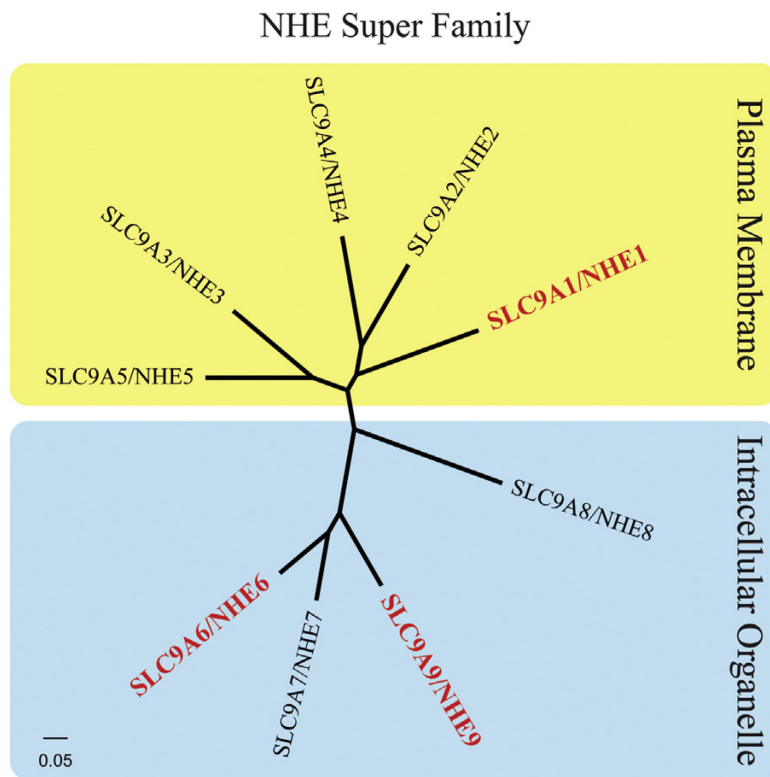 NHE Super Family
Plasma Membrane
SLC9A4/NHE4
SLC9A2/NHE2
SLC9A3/NHE3
SLC9A1/NHE1
SLC9A5/NHE5
Intracellular Organelle
SLC9A8/NHE8
SLC9A6/NHE6
SLC9A7/NHE7
SLC9A9/NHE9
0.05